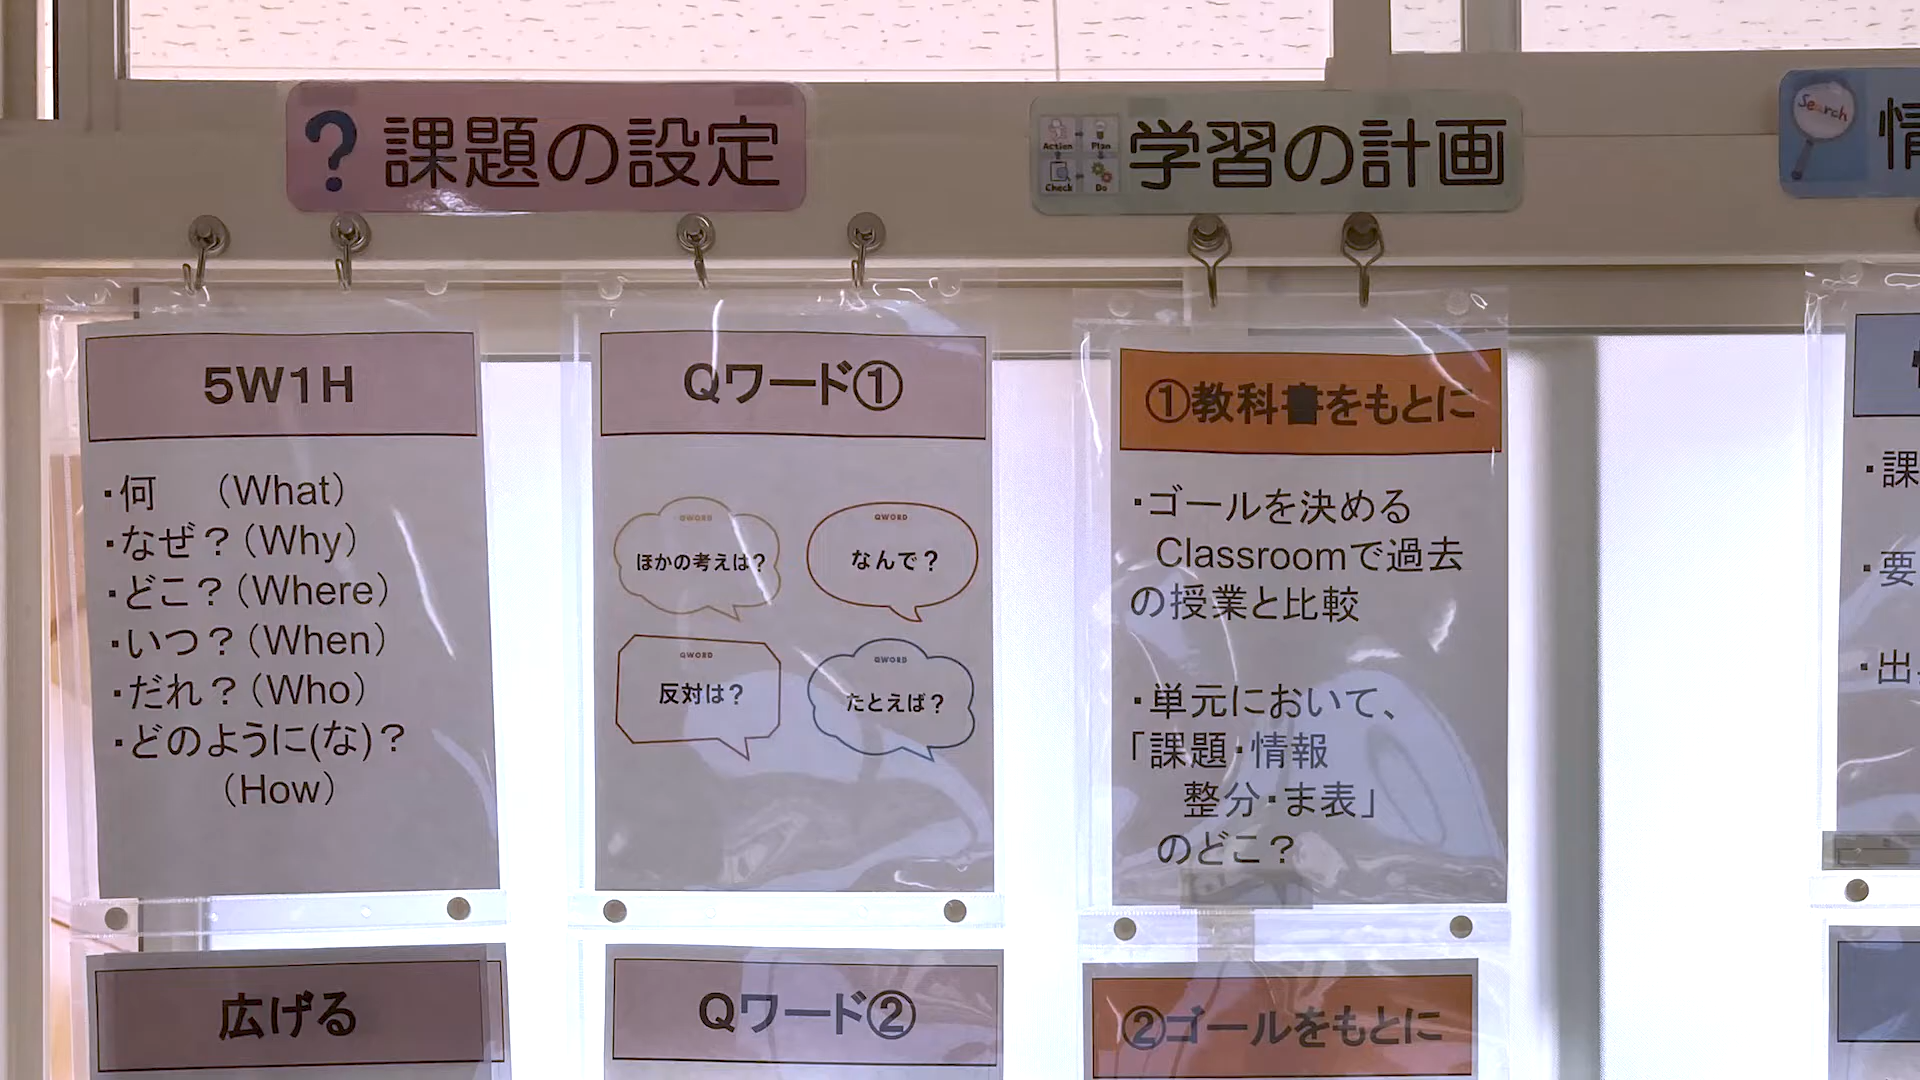 課題の設定
学習の計画
Action
Plan
Check
Do
Search
情
5W1H
・何　（What）
・なぜ？（Why）
・どこ？（Where）
・いつ？（When）
・だれ？（Who）
・どのように(な)？
（How）
Qワード①
QWORD
ほかの考えは？
QWORD
なんで？
QWORD
反対は？
QWORD
たとえば？
①教科書をもとに
・ゴールを決める
Classroomで過去
の授業と比較
・単元において、
「課題・情報
整分・ま表」
のどこ？
・課
・要
・出
広げる
Qワード②
②ゴールをもとに